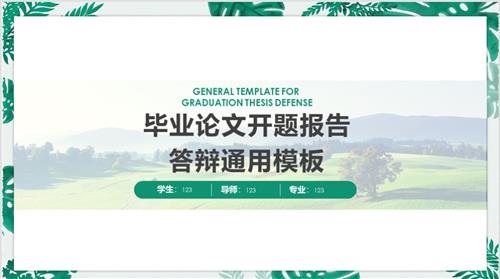 GENERAL TEMPLATE FOR
GRADUATION THESIS DEFENSE
毕业论文开题报告
答辩通用模板
学生：123 导师：123 专业：123